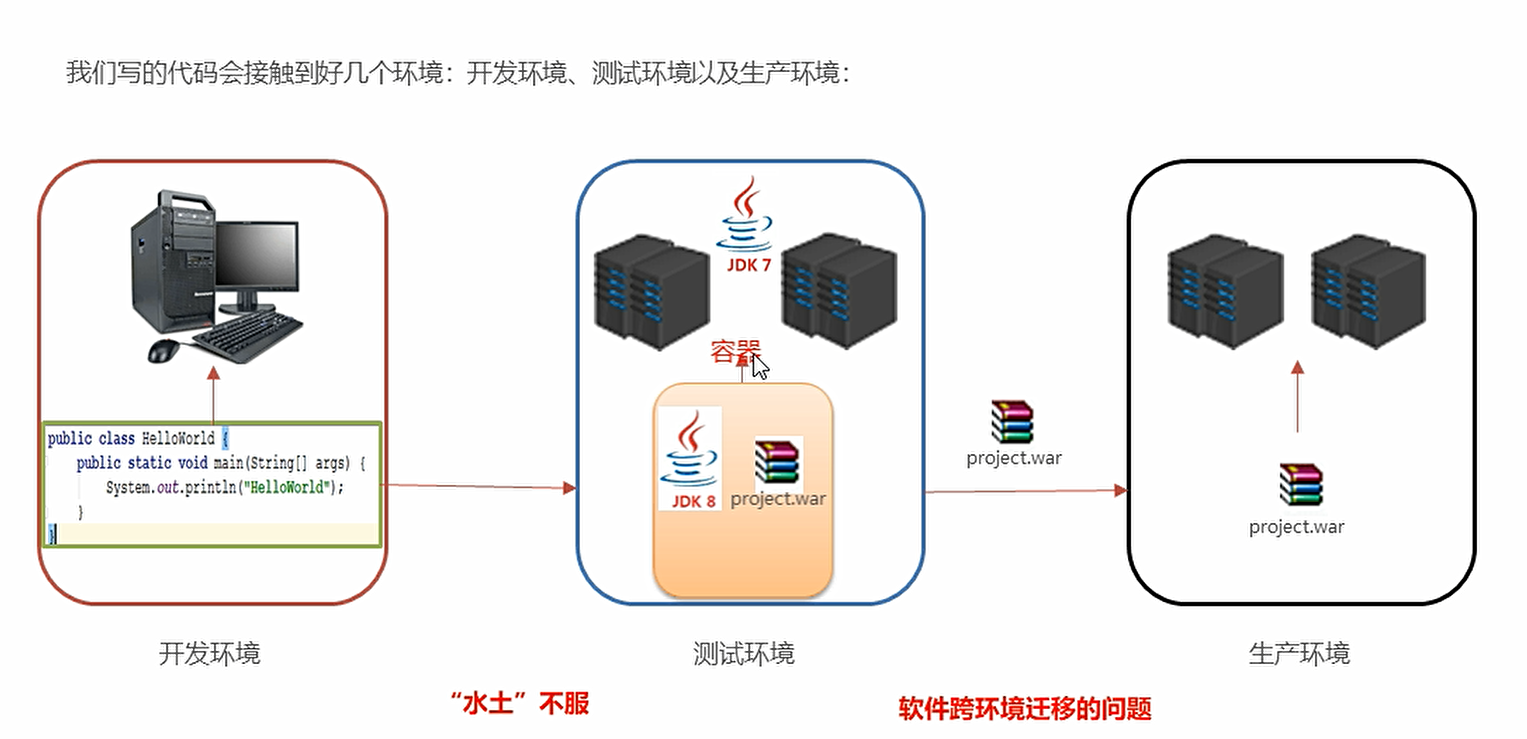 我们写的代码会接触到好几个环境：开发环境、测试环境以及生产环境：
JDK 7
容器
public class HelloWorld {
public static void main(String[] args) {
System.out.println("HelloWorld");
}
}
JDK 8
project.war
project.war
project.war
开发环境
测试环境
生产环境
“水土”不服
软件跨环境迁移的问题